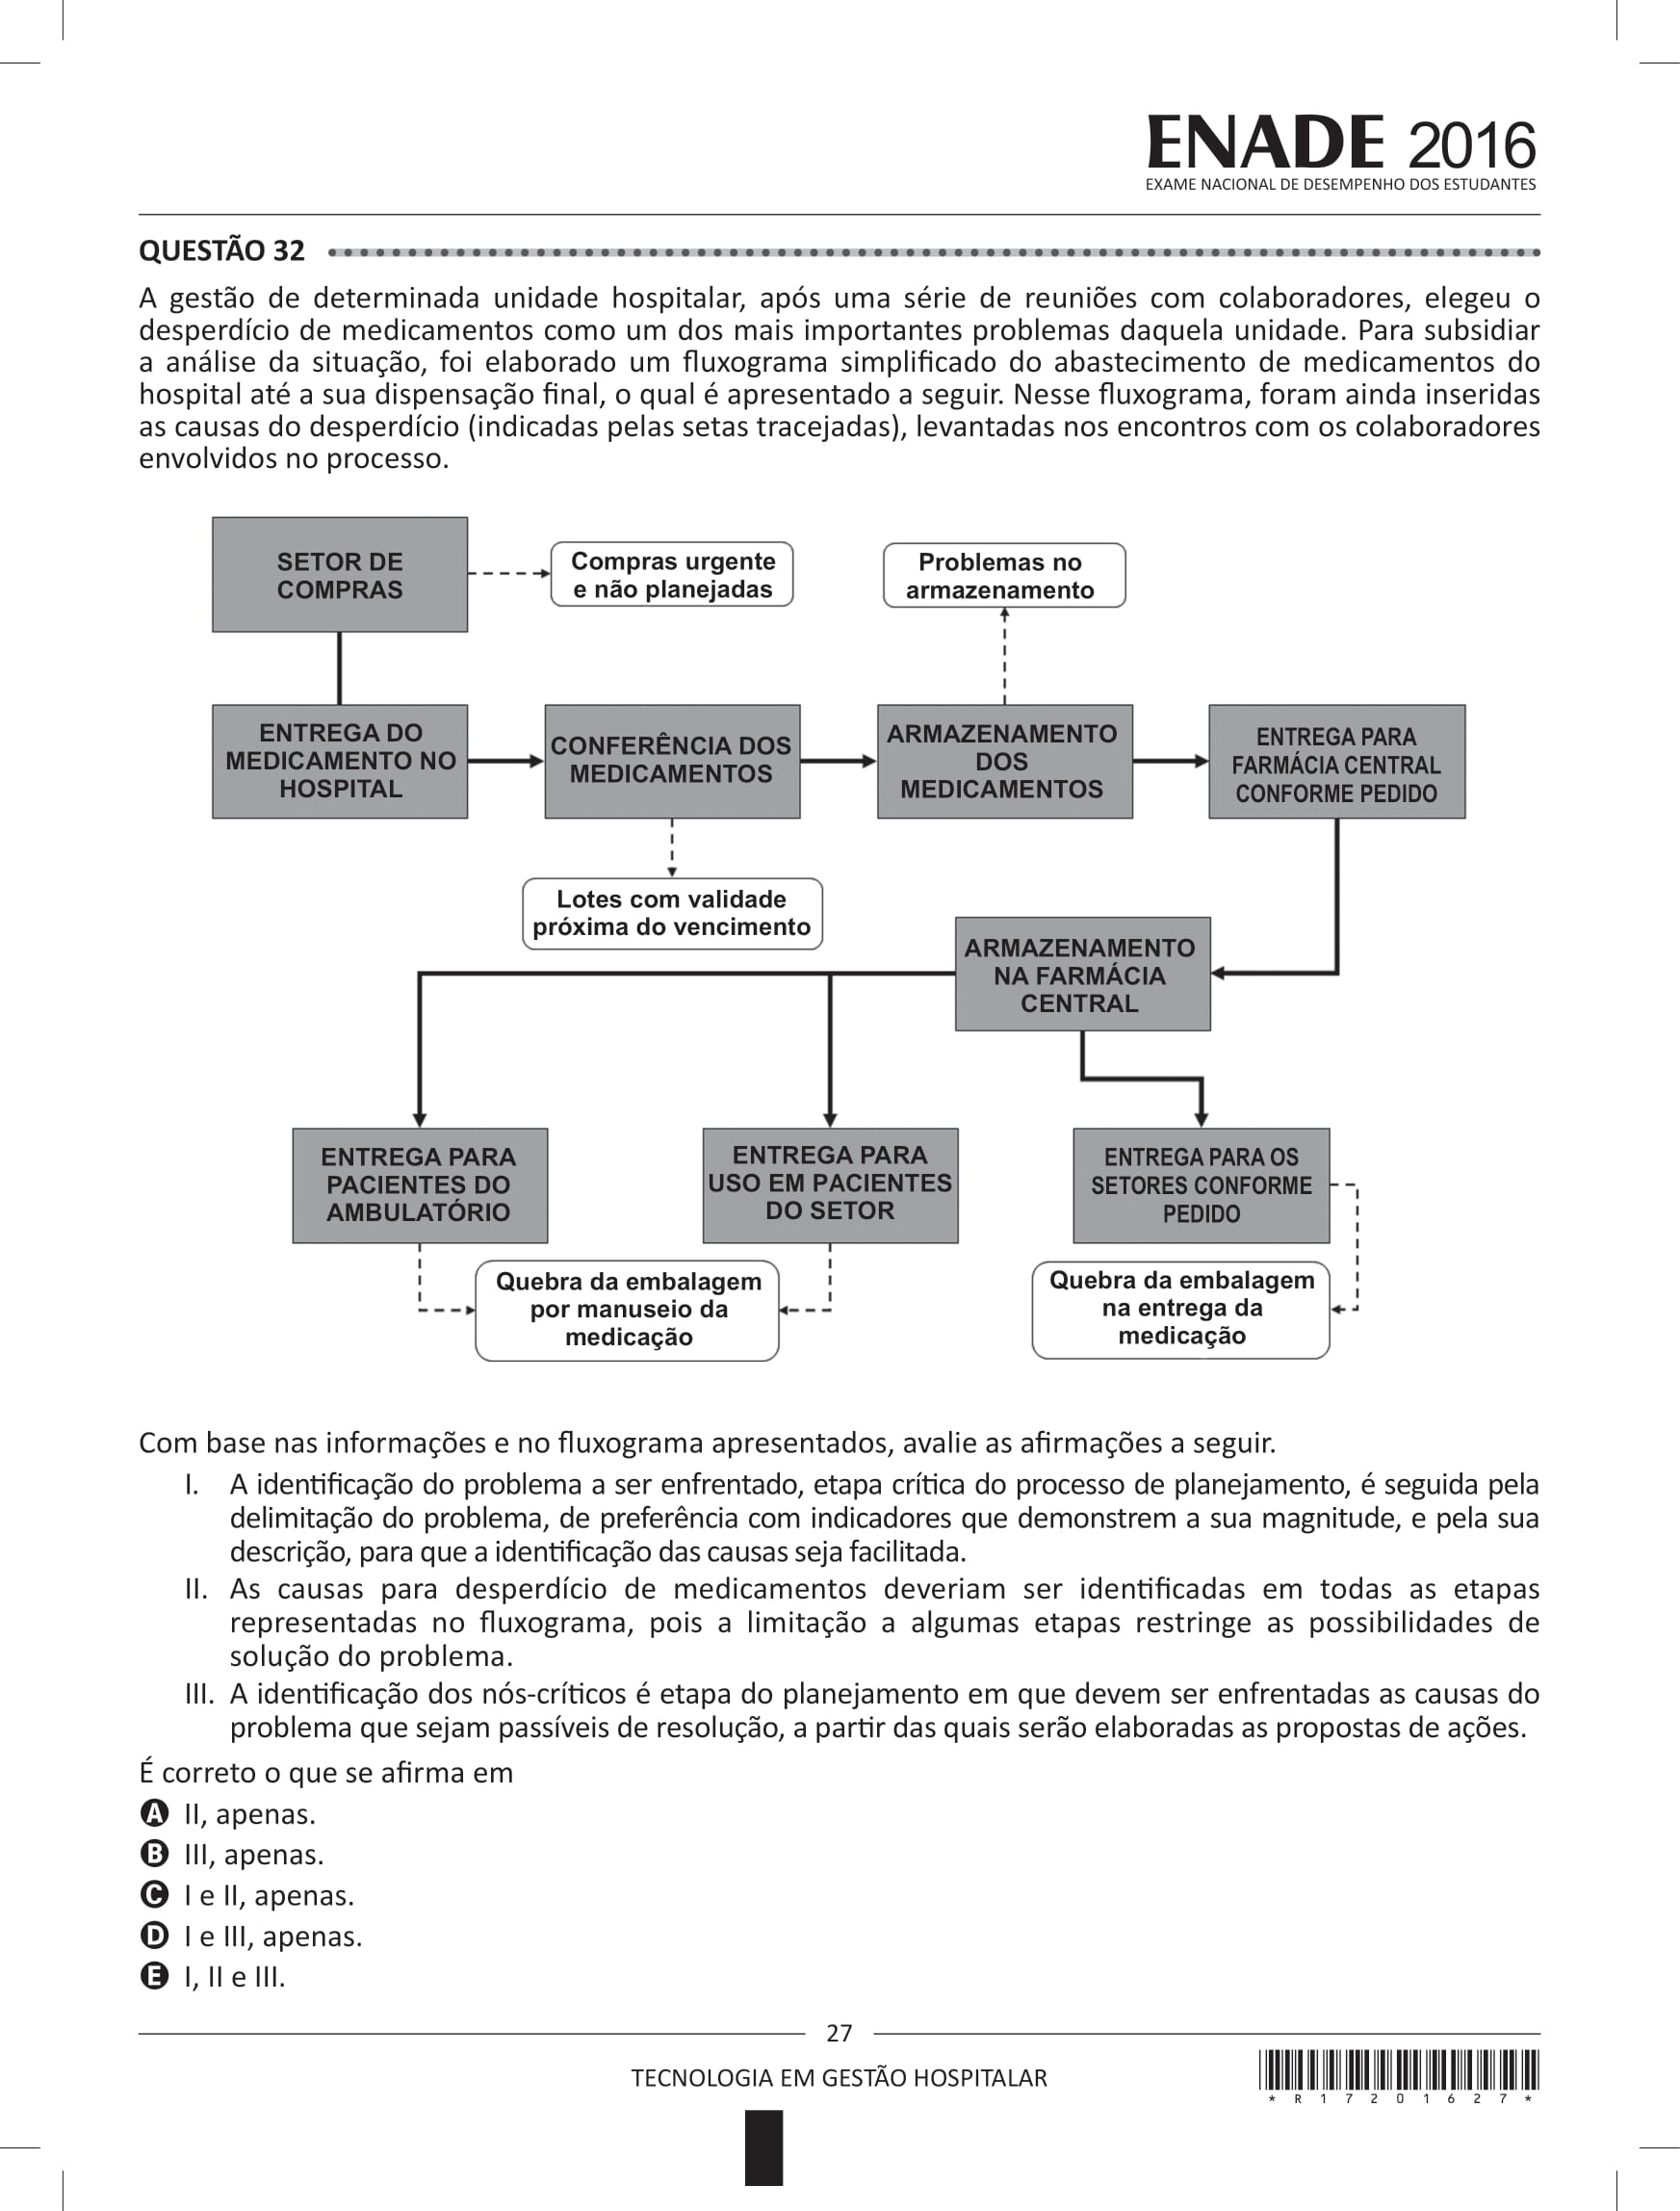 ENADE 2016
EXAME NACIONAL DE DESEMPENHO DOS ESTUDANTES
QUESTÃO 32
A gestão de determinada unidade hospitalar, após uma série de reuniões com colaboradores, elegeu o
desperdício de medicamentos como um dos mais importantes problemas daquela unidade. Para subsidiar
a análise da situação, foi elaborado um fluxograma simplificado do abastecimento de medicamentos do
hospital até a sua dispensação final, o qual é apresentado a seguir. Nesse fluxograma, foram ainda inseridas
as causas do desperdício (indicadas pelas setas tracejadas), levantadas nos encontros com os colaboradores
envolvidos no processo.
SETOR DE
COMPRAS
Compras urgente
e não planejadas
Problemas no
armazenamento
ENTREGA DO
MEDICAMENTO NO
HOSPITAL
CONFERÊNCIA DOS
MEDICAMENTOS
ARMAZENAMENTO
DOS
MEDICAMENTOS
ENTREGA PARA
FARMÁCIA CENTRAL
CONFORME PEDIDO
Lotes com validade
próxima do vencimento
ARMAZENAMENTO
NA FARMÁCIA
CENTRAL
ENTREGA PARA
PACIENTES DO
AMBULATÓRIO
ENTREGA PARA
USO EM PACIENTES
DO SETOR
ENTREGA PARA OS
SETORES CONFORME
PEDIDO
Quebra da embalagem
por manuseio da
medicação
Quebra da embalagem
na entrega da
medicação
Com base nas informações e no fluxograma apresentados, avalie as afirmações a seguir.
I. A identificação do problema a ser enfrentado, etapa crítica do processo de planejamento, é seguida pela
delimitação do problema, de preferência com indicadores que demonstrem a sua magnitude, e pela sua
descrição, para que a identificação das causas seja facilitada.
II. As causas para desperdício de medicamentos deveriam ser identificadas em todas as etapas
representadas no fluxograma, pois a limitação a algumas etapas restringe as possibilidades de
solução do problema.
III. A identificação dos nós-críticos é etapa do planejamento em que devem ser enfrentadas as causas do
problema que sejam passíveis de resolução, a partir das quais serão elaboradas as propostas de ações.
É correto o que se afirma em
A II, apenas.
B III, apenas.
C I e II, apenas.
D I e III, apenas.
E I, II e III.
27
TECNOLOGIA EM GESTÃO HOSPITALAR
* R 1 7 2 0 1 6 2 7 *